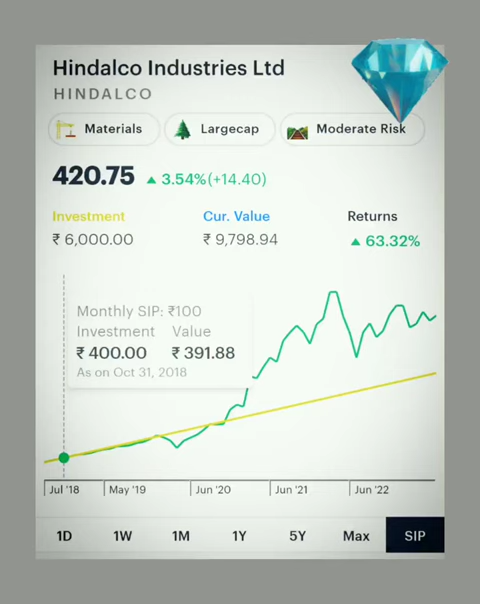 Hindalco Industries Ltd
HINDALCO
Materials Largecap Moderate Risk
420.75 ▲ 3.54%(+14.40)
Investment Cur. Value Returns
₹ 6,000.00 ₹ 9,798.94 ▲ 63.32%
Monthly SIP: ₹100
Investment Value
₹ 400.00 ₹ 391.88
As on Oct 31, 2018
Jul '18 May '19 Jun '20 Jun '21 Jun '22
1D 1W 1M 1Y 5Y Max SIP